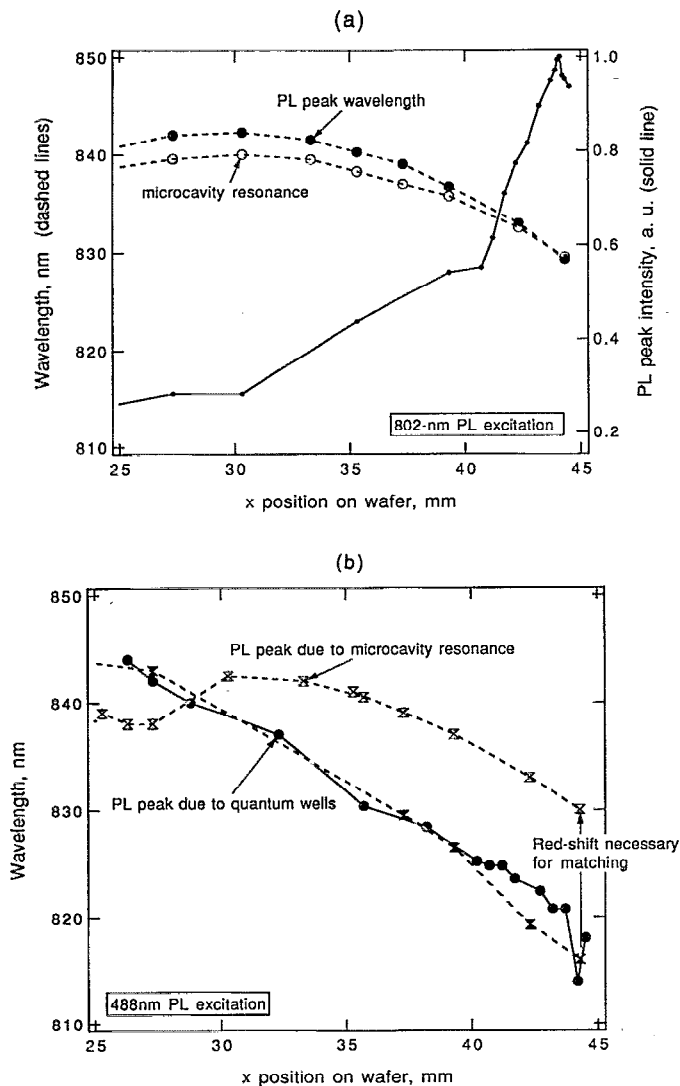 (a)
850
840
830
820
810
Wavelength, nm (dashed lines)
PL peak wavelength
microcavity resonance
802-nm PL excitation
1.0
0.8
0.6
0.4
0.2
PL peak intensity, a. u. (solid line)
25 30 35 40 45
x position on wafer, mm
(b)
850
840
830
820
810
Wavelength, nm
PL peak due to microcavity resonance
PL peak due to quantum wells
Red-shift necessary
for matching
488nm PL excitation
25 30 35 40 45
x position on wafer, mm